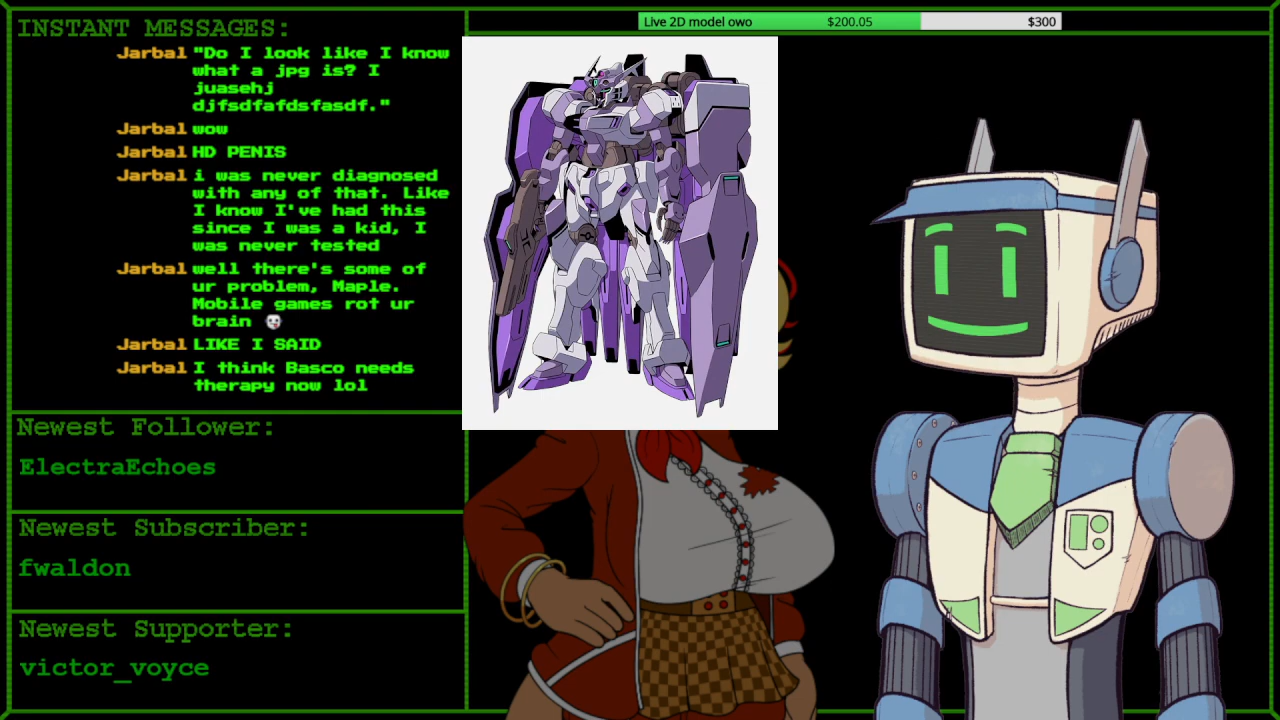 INSTANT MESSAGES:
Live 2D model owo $200.05 $300
Jarbal "Do I look like I know
what a jpg is? I
juasehj
djfsdfafdsfasdf."
Jarbal wow
Jarbal HD PENIS
Jarbal i was never diagnosed
with any of that. Like
I know I've had this
since I was a kid, I
was never tested
Jarbal well there's some of
ur problem, Maple.
Mobile games rot ur
brain
Jarbal LIKE I SAID
Jarbal I think Basco needs
therapy now lol
Newest Follower:
ElectraEchoes
Newest Subscriber:
fwaldon
Newest Supporter:
victor_voyce